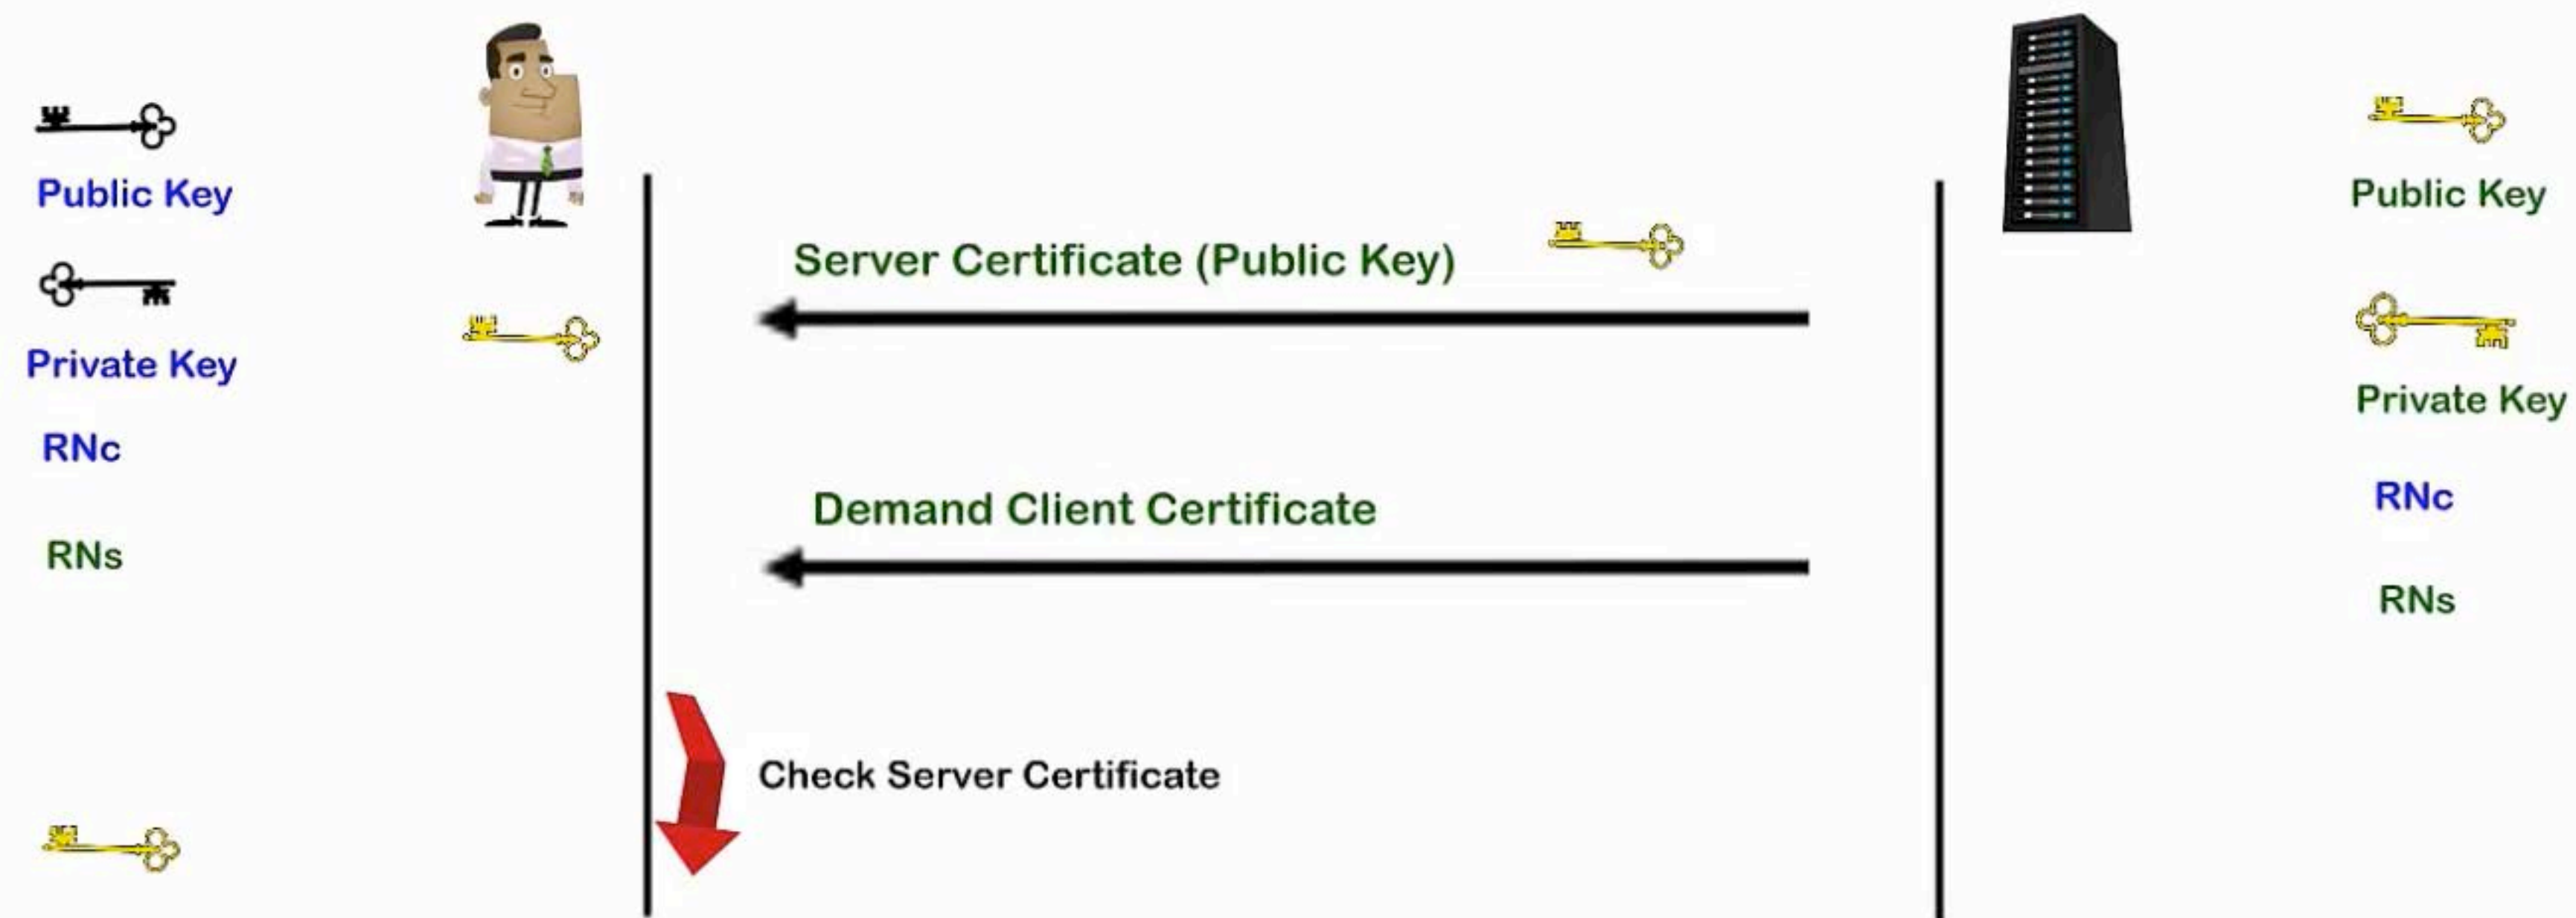 Public Key
Private Key
RNc
RNs
Server Certificate (Public Key)
Demand Client Certificate
Check Server Certificate
Public Key
Private Key
RNc
RNs